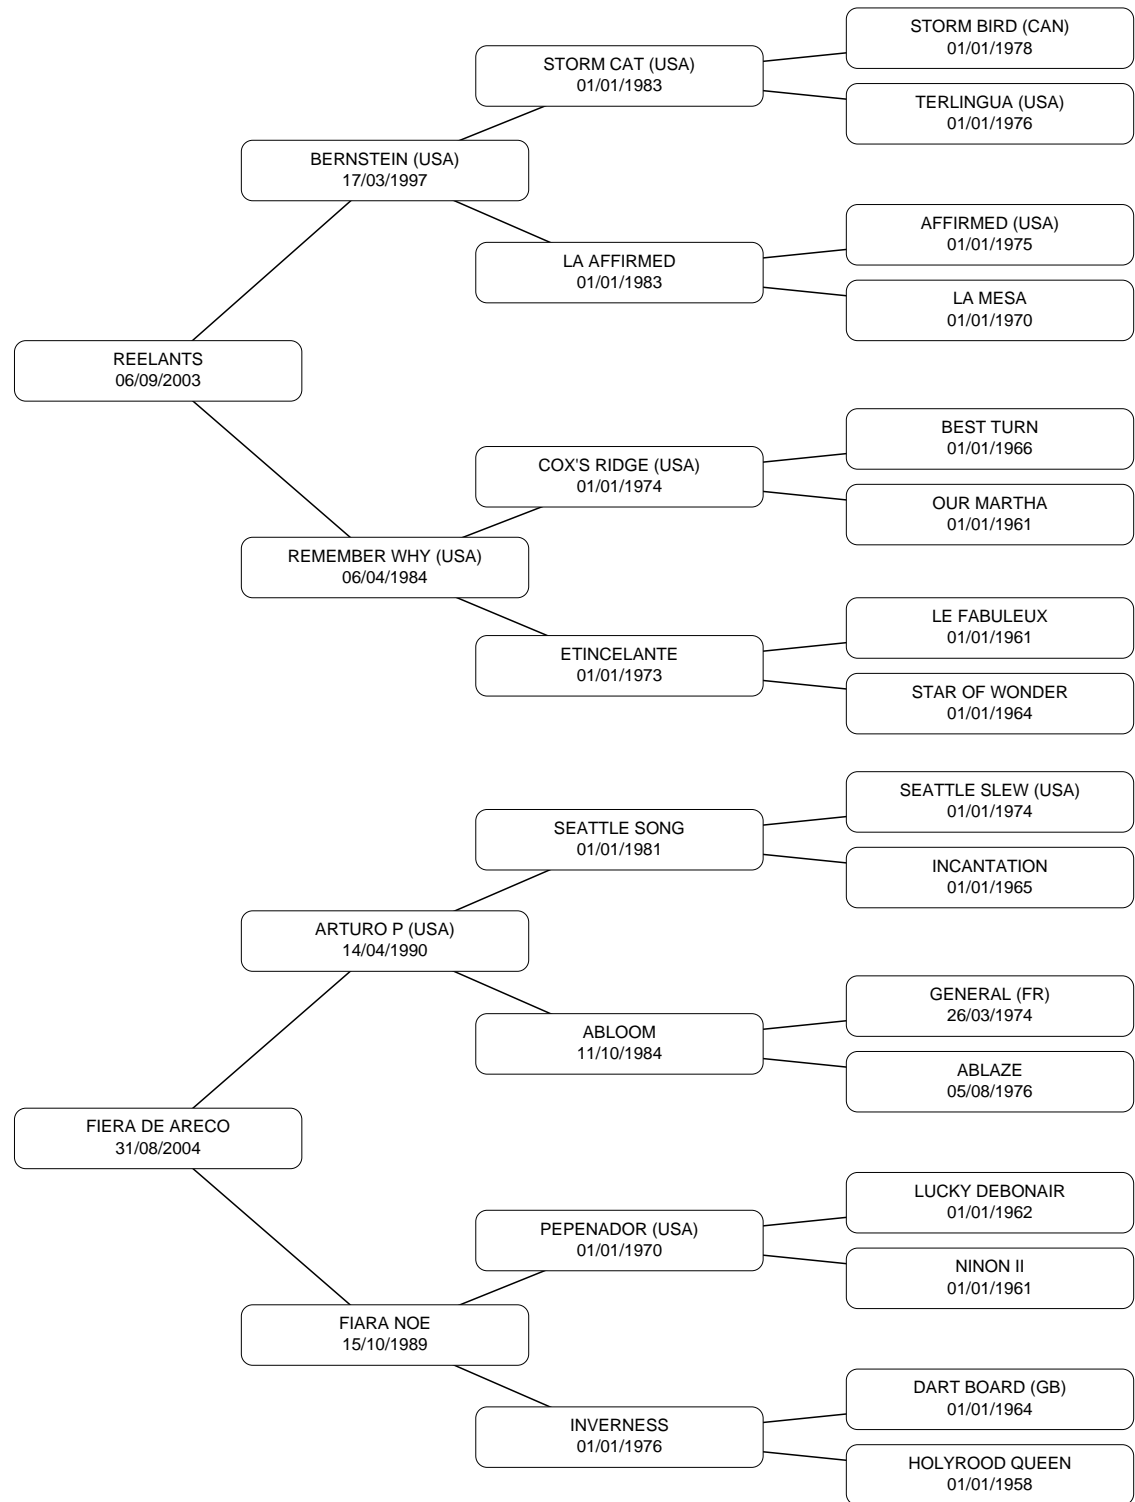 STORM BIRD (CAN)
01/01/1978
STORM CAT (USA)
01/01/1983
TERLINGUA (USA)
01/01/1976
BERNSTEIN (USA)
17/03/1997
AFFIRMED (USA)
01/01/1975
LA AFFIRMED
01/01/1983
LA MESA
01/01/1970
REELANTS
06/09/2003
BEST TURN
01/01/1966
COX'S RIDGE (USA)
01/01/1974
OUR MARTHA
01/01/1961
REMEMBER WHY (USA)
06/04/1984
LE FABULEUX
01/01/1961
ETINCELANTE
01/01/1973
STAR OF WONDER
01/01/1964
SEATTLE SLEW (USA)
01/01/1974
SEATTLE SONG
01/01/1981
INCANTATION
01/01/1965
ARTURO P (USA)
14/04/1990
GENERAL (FR)
26/03/1974
ABLOOM
11/10/1984
ABLAZE
05/08/1976
FIERA DE ARECO
31/08/2004
LUCKY DEBONAIR
01/01/1962
PEPENADOR (USA)
01/01/1970
NINON II
01/01/1961
FIARA NOE
15/10/1989
DART BOARD (GB)
01/01/1964
INVERNESS
01/01/1976
HOLYROOD QUEEN
01/01/1958